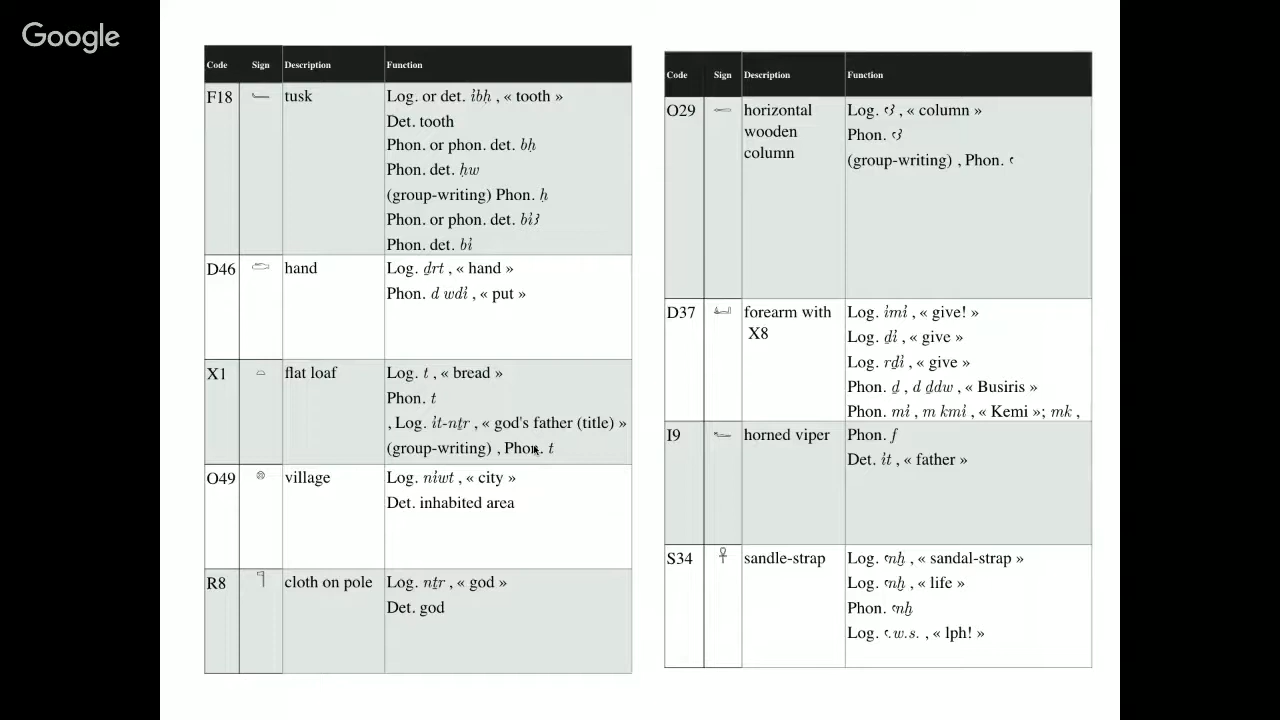 Google
Code Sign Description Function
F18 tusk Log. or det. ỉbḥ , « tooth »
Det. tooth
Phon. or phon. det. bḥ
Phon. det. ḥw
(group-writing) Phon. ḥ
Phon. or phon. det. bỉꜣ
Phon. det. bỉ
D46 hand Log. ḏrt , « hand »
Phon. d wdỉ , « put »
X1 flat loaf Log. t , « bread »
Phon. t
, Log. ỉt-nṯr , « god's father (title) »
(group-writing) , Phon. t
O49 village Log. nỉwt , « city »
Det. inhabited area
R8 cloth on pole Log. nṯr , « god »
Det. god
Code Sign Description Function
O29 horizontal Log. ꜥꜣ , « column »
wooden Phon. ꜥꜣ
column (group-writing) , Phon. ꜥ
D37 forearm with Log. ỉmỉ , « give! »
X8 Log. ḏỉ , « give »
Log. rḏỉ , « give »
Phon. ḏ , d ḏdw , « Busiris »
Phon. mỉ , m kmỉ , « Kemi »; mk ,
I9 horned viper Phon. f
Det. ỉt , « father »
S34 sandle-strap Log. ꜥnḫ , « sandal-strap »
Log. ꜥnḫ , « life »
Phon. ꜥnḫ
Log. ꜥ.w.s. , « lph! »